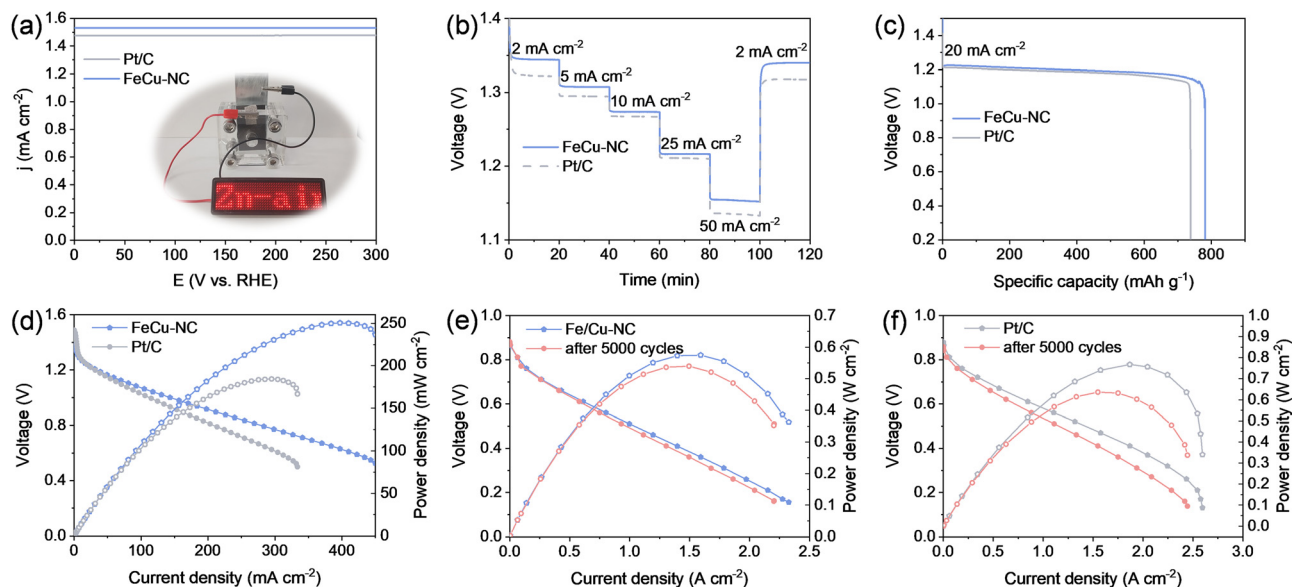 (a)
1.6
1.4
1.2
1.0
0.8
0.6
0.4
0.2
0.0
j (mA cm⁻²)
Pt/C
FeCu-NC
Zn-air
0 50 100 150 200 250 300
E (V vs. RHE)
(b)
1.4
1.3
1.2
1.1
Voltage (V)
2 mA cm⁻²
5 mA cm⁻²
10 mA cm⁻²
25 mA cm⁻²
50 mA cm⁻²
2 mA cm⁻²
FeCu-NC
Pt/C
0 20 40 60 80 100 120
Time (min)
(c)
1.4
1.2
1.0
0.8
0.6
0.4
0.2
Voltage (V)
20 mA cm⁻²
FeCu-NC
Pt/C
0 200 400 600 800
Specific capacity (mAh g⁻¹)
(d)
1.6
1.2
0.8
0.4
0.0
Voltage (V)
FeCu-NC
Pt/C
250
200
150
100
50
0
Power density (mW cm⁻²)
0 100 200 300 400
Current density (mA cm⁻²)
(e)
1.0
0.8
0.6
0.4
0.2
0.0
Voltage (V)
Fe/Cu-NC
after 5000 cycles
0.7
0.6
0.5
0.4
0.3
0.2
0.1
0.0
Power density (W cm⁻²)
0.0 0.5 1.0 1.5 2.0 2.5
Current density (A cm⁻²)
(f)
1.0
0.8
0.6
0.4
0.2
0.0
Voltage (V)
Pt/C
after 5000 cycles
1.0
0.9
0.8
0.7
0.6
0.5
0.4
0.3
0.2
0.1
0.0
Power density (W cm⁻²)
0.0 0.5 1.0 1.5 2.0 2.5 3.0
Current density (A cm⁻²)